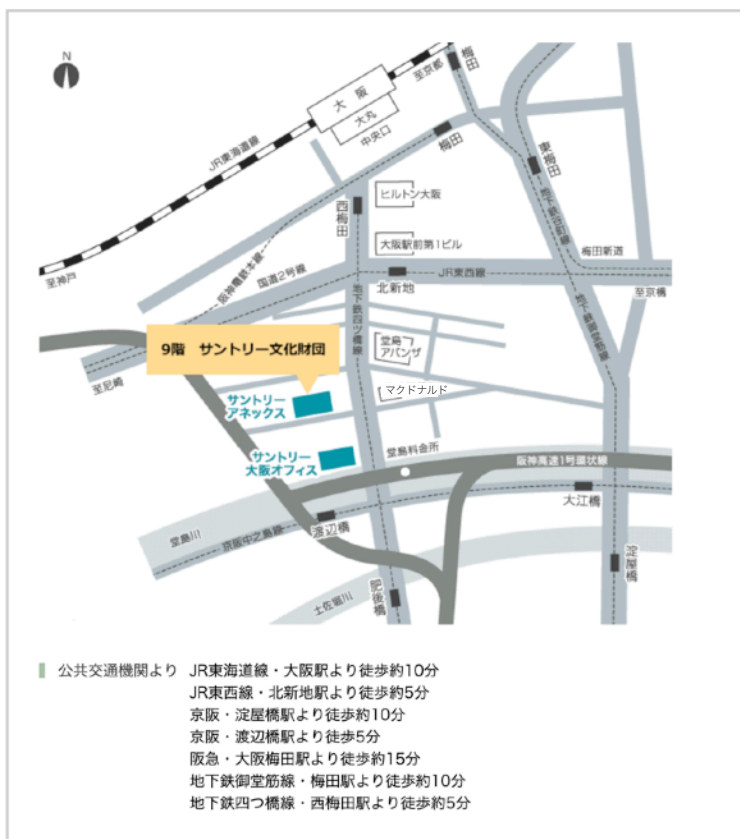 N
大阪
大丸
中央口
至京都
梅田
JR東海道線
梅田
東梅田
ヒルトン大阪
西梅田
地下鉄谷町線
大阪駅前第1ビル
梅田新道
阪神電鉄本線
国道2号線
JR東西線
北新地
至神戸
至京橋
地下鉄四ツ橋線
地下鉄御堂筋線
9階 サントリー文化財団
堂島
アバンザ
至尼崎
マクドナルド
サントリー
アネックス
堂島料金所
サントリー
大阪オフィス
阪神高速1号環状線
大江橋
渡辺橋
堂島川
京阪中之島線
淀屋橋
肥後橋
土佐堀川
公共交通機関より JR東海道線・大阪駅より徒歩約10分
JR東西線・北新地駅より徒歩約5分
京阪・淀屋橋駅より徒歩約10分
京阪・渡辺橋駅より徒歩5分
阪急・大阪梅田駅より徒歩約15分
地下鉄御堂筋線・梅田駅より徒歩約10分
地下鉄四つ橋線・西梅田駅より徒歩約5分